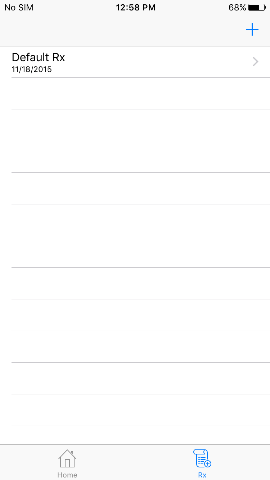 No SIM 12:58 PM 68%
Default Rx
11/18/2015
Home Rx